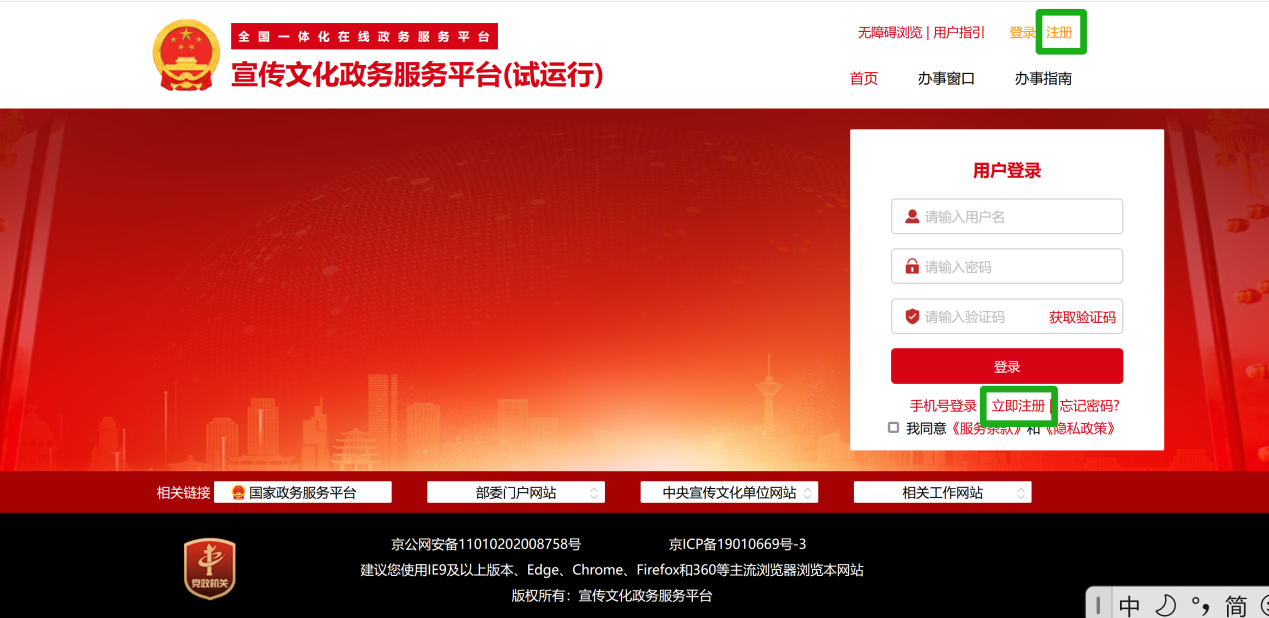 全国一体化在线政务服务平台
宣传文化政务服务平台(试运行)
无障碍浏览 | 用户指引 登录 注册
首页 办事窗口 办事指南
用户登录
请输入用户名
请输入密码
请输入验证码 获取验证码
登录
手机号登录 立即注册 | 忘记密码?
我同意《服务条款》和《隐私政策》
相关链接 国家政务服务平台 部委门户网站 中央宣传文化单位网站 相关工作网站
党政机关
京公网安备11010202008758号 京ICP备19010669号-3
建议您使用IE9及以上版本、Edge、Chrome、Firefox和360等主流浏览器浏览本网站
版权所有：宣传文化政务服务平台
中 简